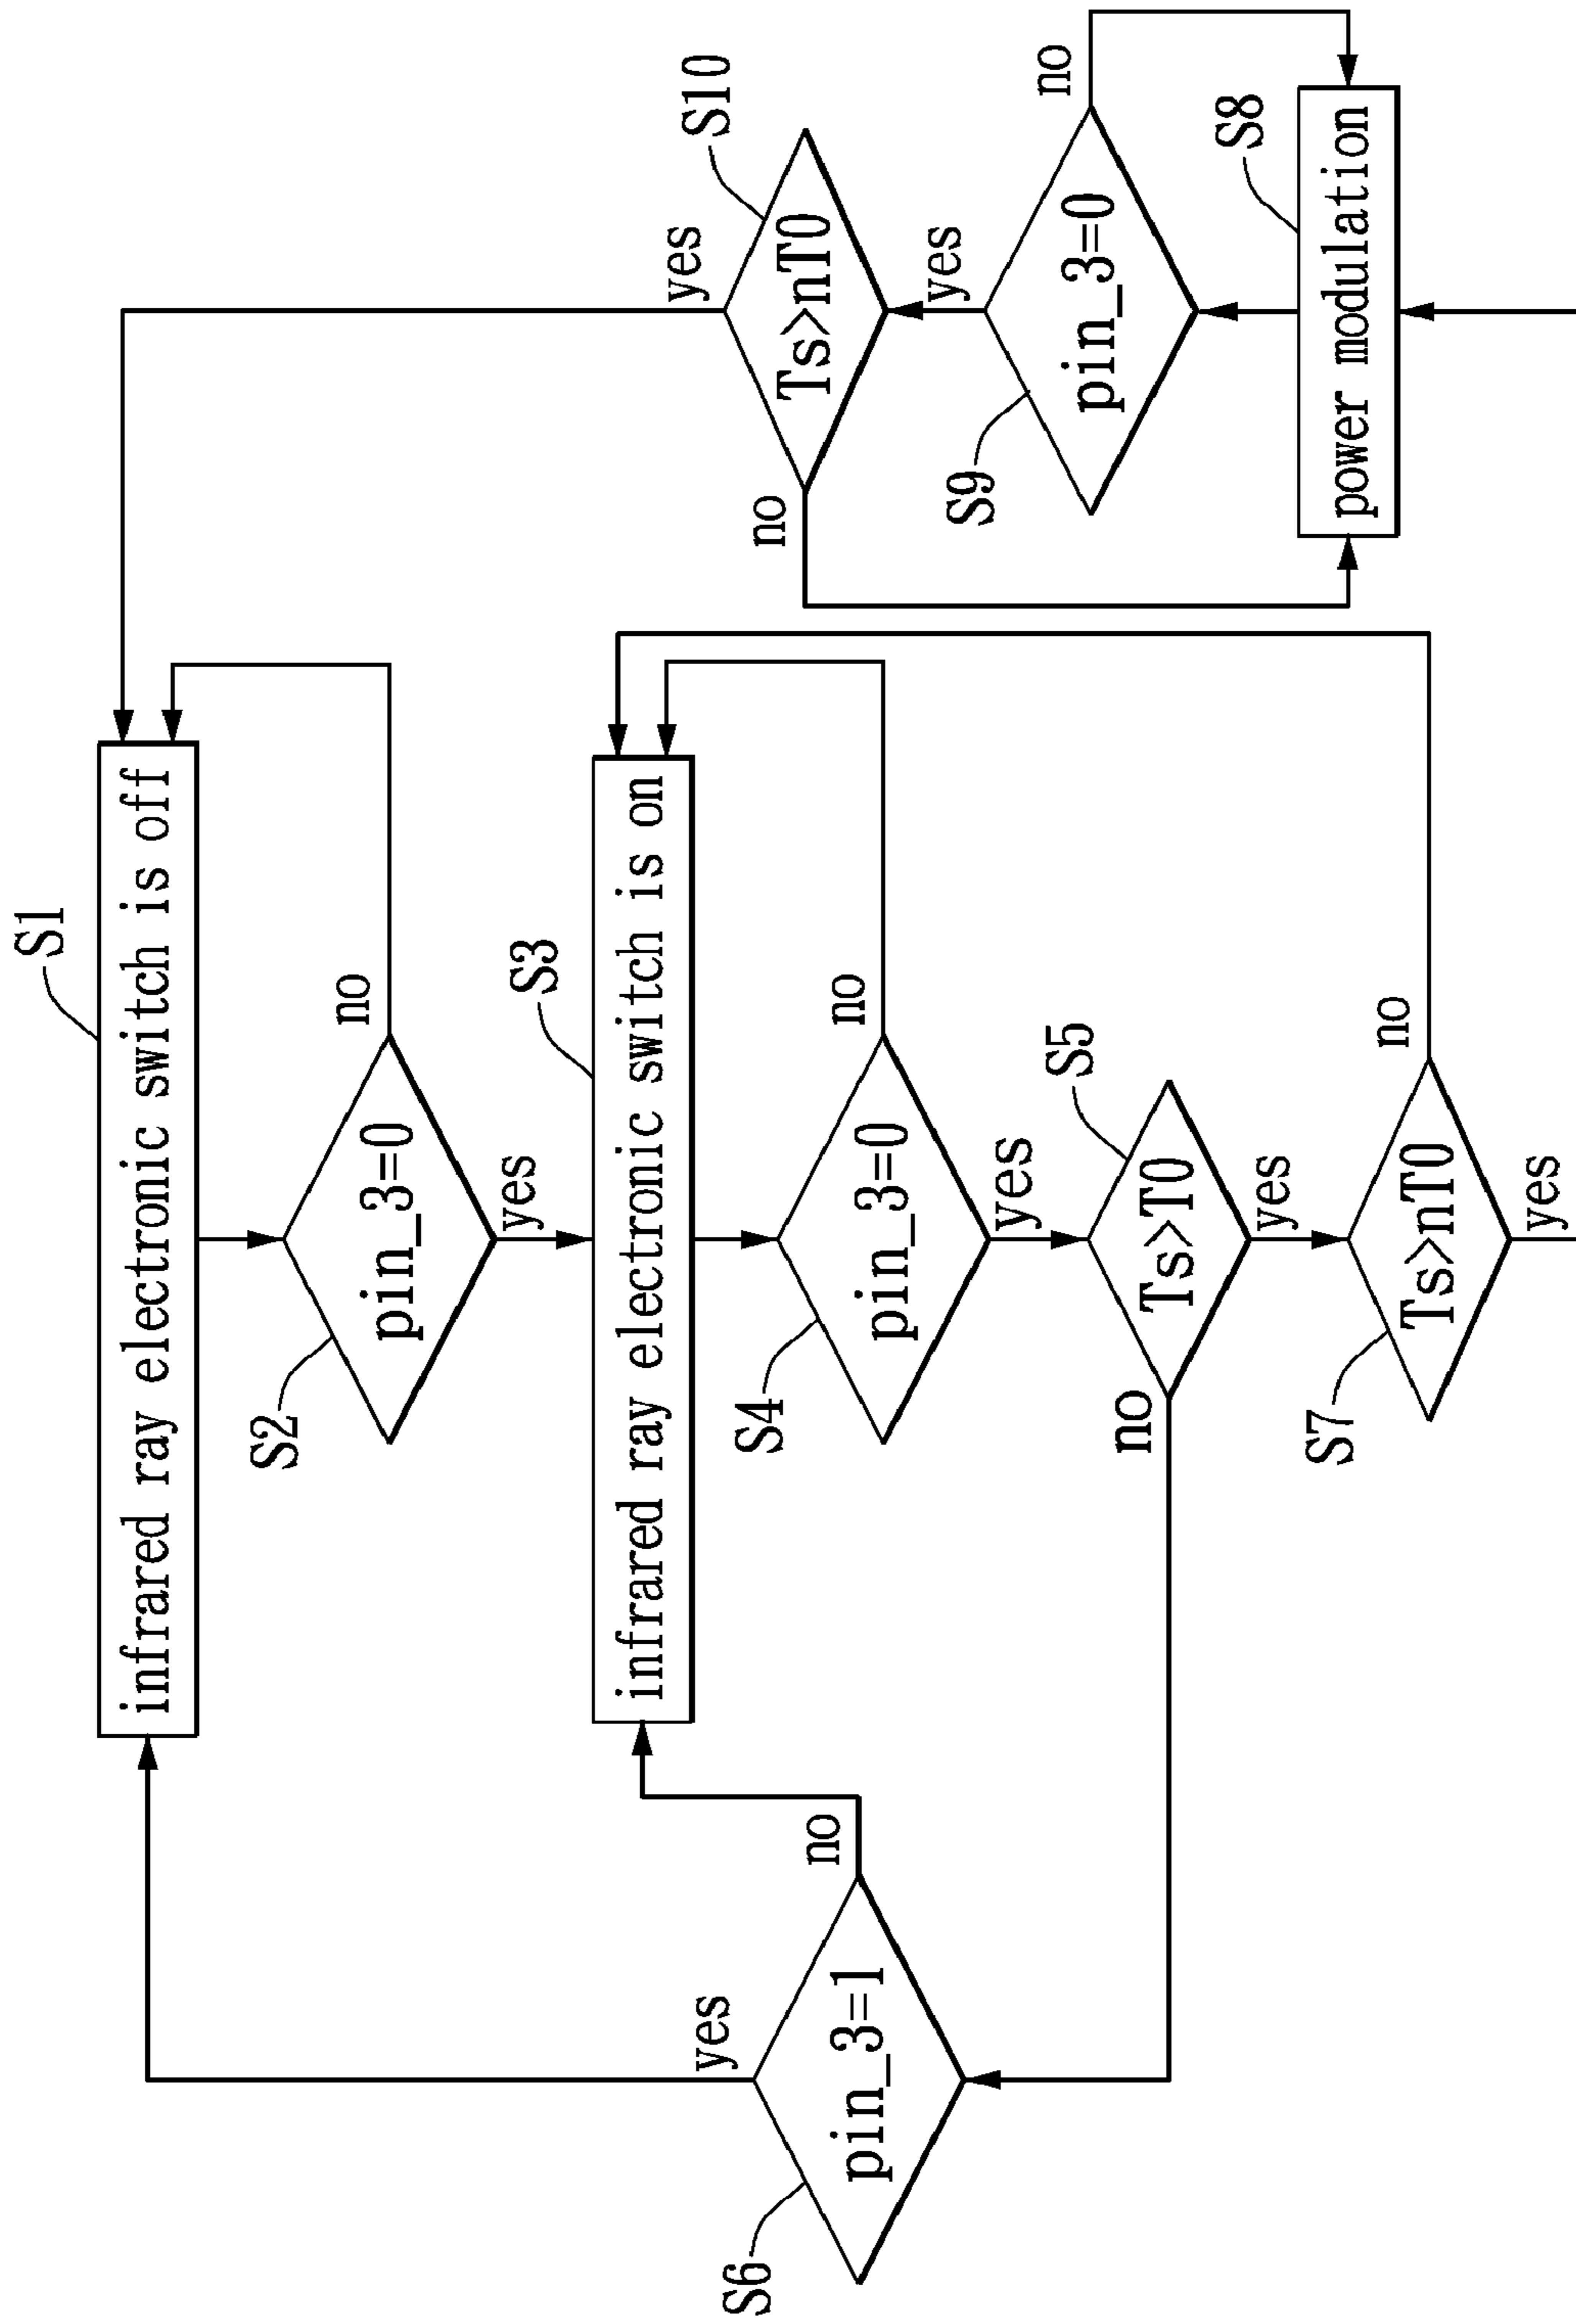 S1
infrared ray electronic switch is off
S2
pin_3=0
no
yes
S3
infrared ray electronic switch is on
S4
pin_3=0
no
yes
S5
Ts>T0
no
yes
S6
pin_3=1
yes
no
S7
Ts>nT0
no
yes
S8
power modulation
S9
pin_3=0
no
yes
S10
Ts>nT0
no
yes